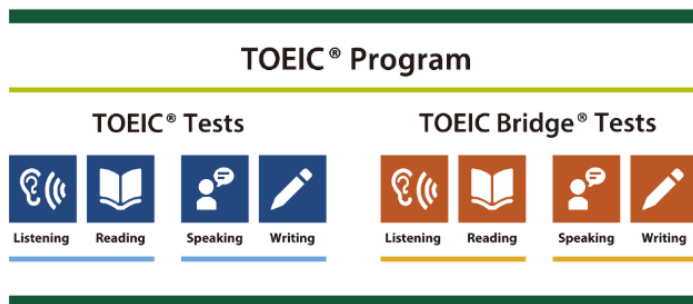 TOEIC® Program
TOEIC® Tests
Listening Reading Speaking Writing
TOEIC Bridge® Tests
Listening Reading Speaking Writing